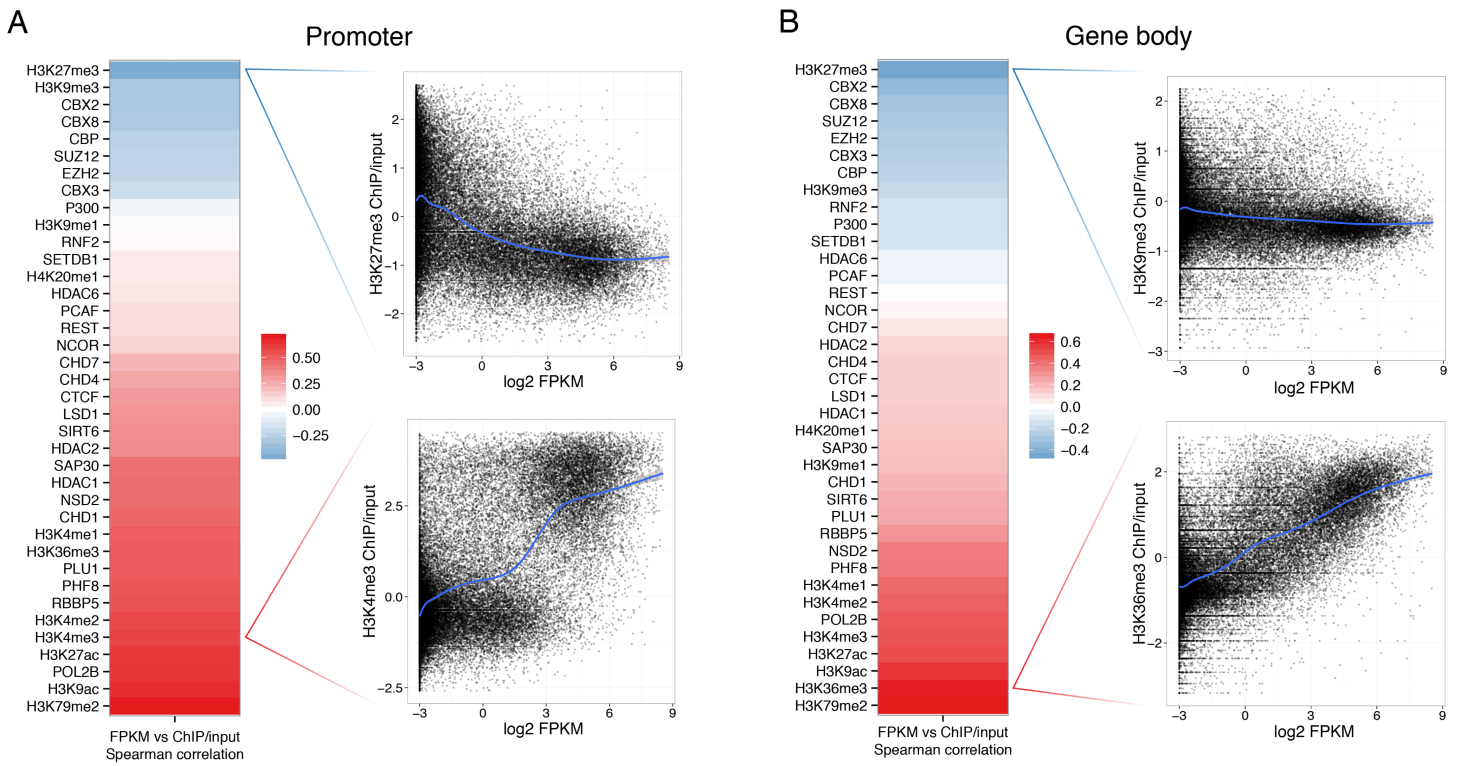 A
Promoter
H3K27me3
H3K9me3
CBX2
CBX8
CBP
SUZ12
EZH2
CBX3
P300
H3K9me1
RNF2
SETDB1
H4K20me1
HDAC6
PCAF
REST
NCOR
CHD7
CHD4
CTCF
LSD1
SIRT6
HDAC2
SAP30
HDAC1
NSD2
CHD1
H3K4me1
H3K36me3
PLU1
PHF8
RBBP5
H3K4me2
H3K4me3
H3K27ac
POL2B
H3K9ac
H3K79me2
FPKM vs ChIP/input
Spearman correlation
0.50
0.25
0.00
−0.25
H3K27me3 ChIP/input
2
1
0
−1
−2
−3 0 3 6 9
log2 FPKM
H3K4me3 ChIP/input
2.5
0.0
−2.5
−3 0 3 6 9
log2 FPKM
B
Gene body
H3K27me3
CBX2
CBX8
SUZ12
EZH2
CBX3
CBP
H3K9me3
RNF2
P300
SETDB1
HDAC6
PCAF
REST
NCOR
CHD7
HDAC2
CHD4
CTCF
LSD1
HDAC1
H4K20me1
SAP30
H3K9me1
CHD1
SIRT6
PLU1
RBBP5
NSD2
PHF8
H3K4me1
H3K4me2
POL2B
H3K4me3
H3K27ac
H3K9ac
H3K36me3
H3K79me2
FPKM vs ChIP/input
Spearman correlation
0.6
0.4
0.2
0.0
−0.2
−0.4
H3K9me3 ChIP/input
2
1
0
−1
−2
−3
−3 0 3 6 9
log2 FPKM
H3K36me3 ChIP/input
2
0
−2
−3 0 3 6 9
log2 FPKM